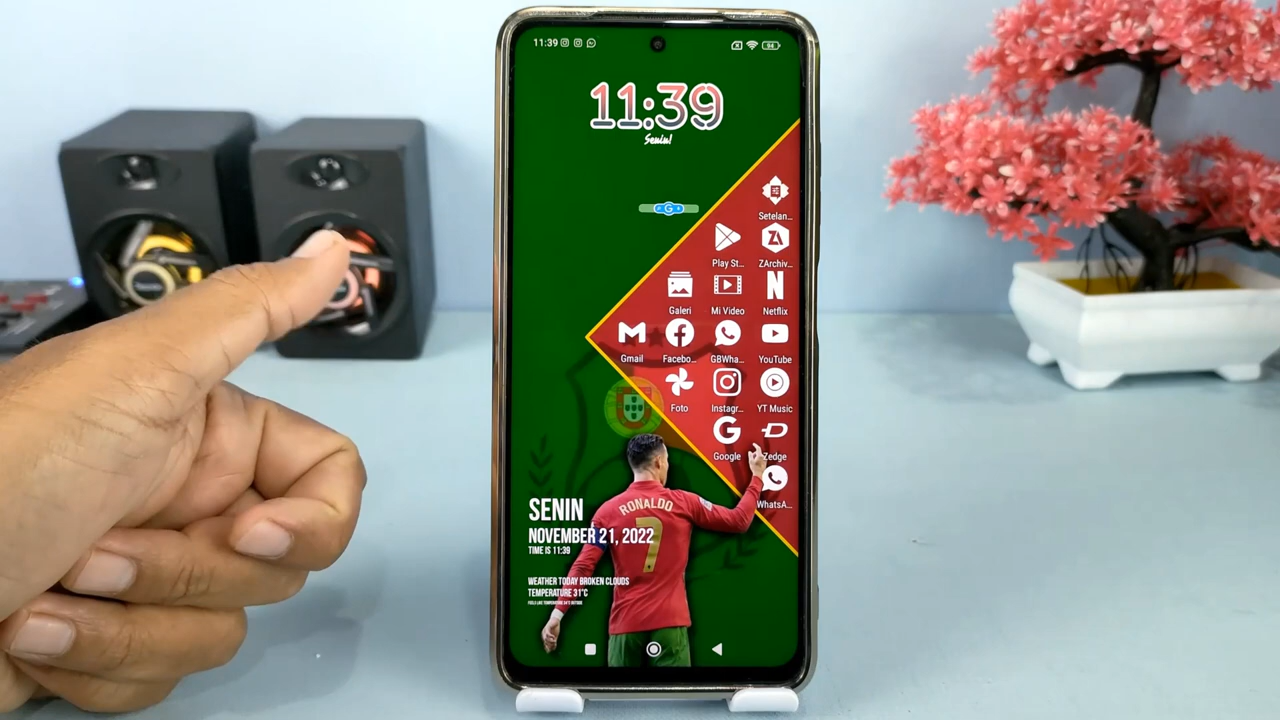 11:39
94
11:39
Senin!
Setelan...
Play St...
ZArchiv...
Galeri
Mi Video
Netflix
Gmail
Facebo...
GBWha...
YouTube
Foto
Instagr...
YT Music
Google
Zedge
WhatsA...
RONALDO
7
SENIN
NOVEMBER 21, 2022
TIME IS 11:39
WEATHER TODAY BROKEN CLOUDS
TEMPERATURE 31°C